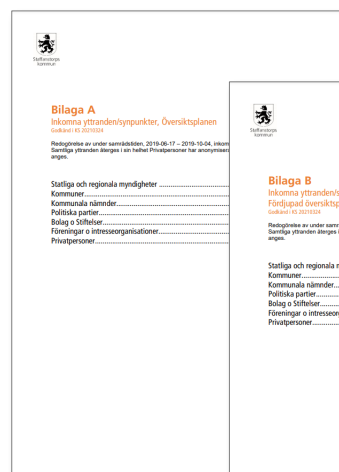 Staffanstorps
kommun
Bilaga A
Inkomna yttranden/synpunkter, Översiktsplanen
Godkänd i KS 20210324
Redogörelse av under samrådstiden, 2019-06-17 – 2019-10-04, inkom
Samtliga yttranden återges i sin helhet Privatpersoner har anonymiser
anges.
Statliga och regionala myndigheter
Kommuner
Kommunala nämnder
Politiska partier
Bolag o Stiftelser
Föreningar o intresseorganisationer
Privatpersoner
Staffanstorps
kommun
Bilaga B
Inkomna yttranden/s
Fördjupad översiktsp
Godkänd i KS 20210324
Redogörelse av under samr
Samtliga yttranden återges i
anges.
Statliga och regionala m
Kommuner
Kommunala nämnder
Politiska partier
Bolag o Stiftelser
Föreningar o intresseorg
Privatpersoner